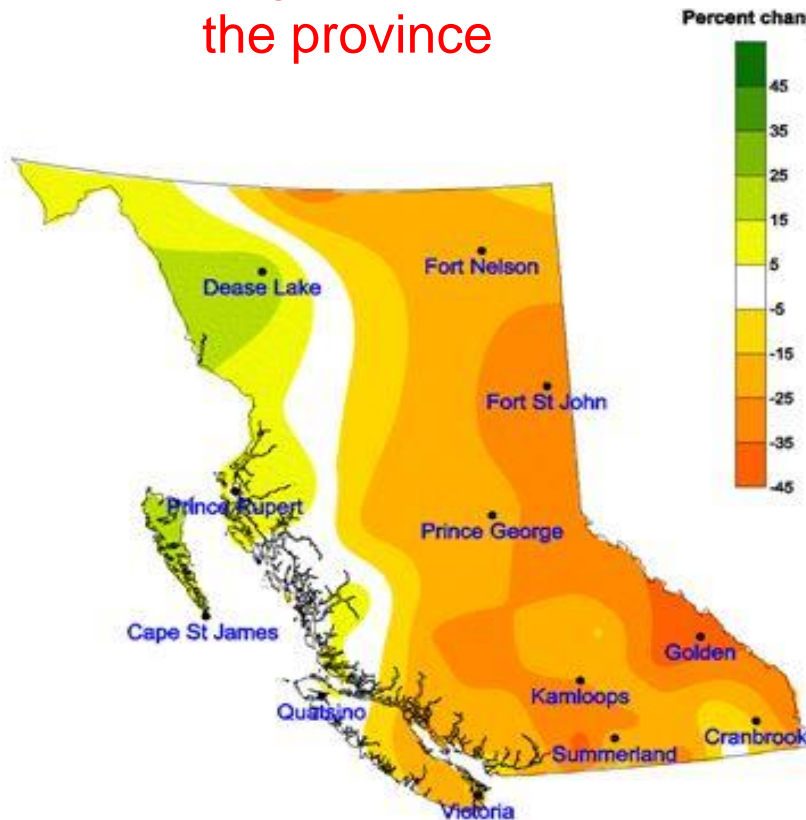 the province
Percent chan
45
35
25
15
5
-5
-15
-25
-35
-45
Dease Lake
Fort Nelson
Fort St John
Prince Rupert
Prince George
Cape St James
Golden
Kamloops
Quatsino
Cranbrook
Summerland
Victoria